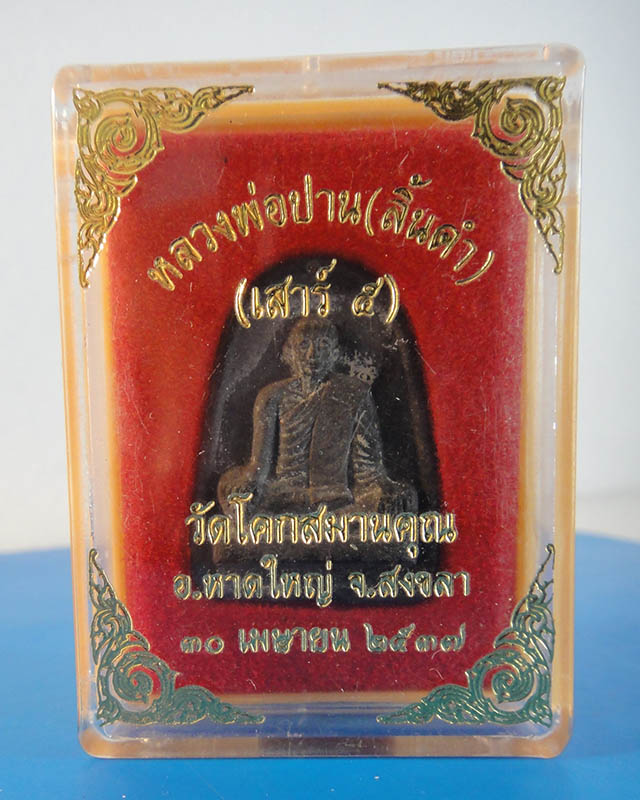 หลวงพ่อปาน(ลิ้นดำ)
(เสาร์ ๕)
วัดโคกสมานคุณ
อ.หาดใหญ่ จ.สงขลา
๓๐ เมษายน ๒๕๓๗